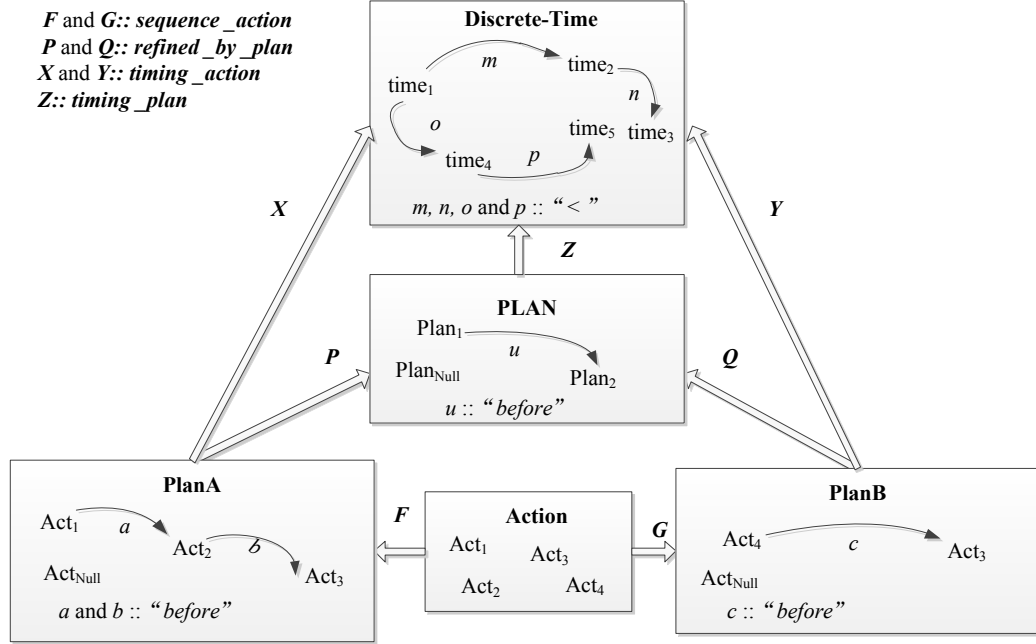 F and G:: sequence _action
P and Q:: refined _by _plan
X and Y:: timing _action
Z:: timing _plan
Discrete-Time
m
time2
time1
n
o
time5 time3
p
time4
m, n, o and p :: “ < ”
X
Y
Z
PLAN
Plan1
u
PlanNull
Plan2
u :: “ before”
P
Q
PlanA
Act1
a
Act2
b
ActNull
Act3
a and b :: “before”
F
Action
Act1
Act3
Act2
Act4
G
PlanB
Act4
c
Act3
ActNull
c :: “before”